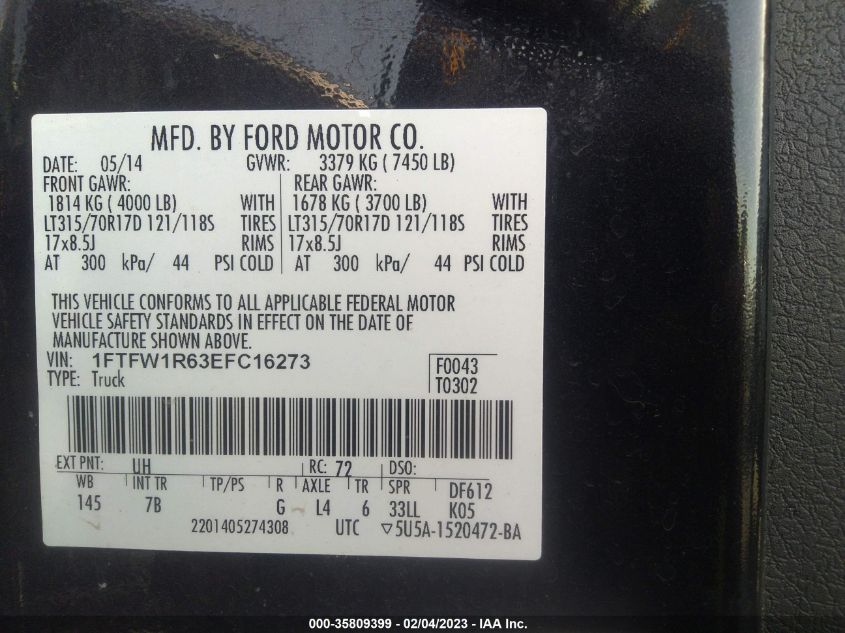 MFD. BY FORD MOTOR CO.
DATE: 05/14 GVWR: 3379 KG ( 7450 LB)
FRONT GAWR: REAR GAWR:
1814 KG ( 4000 LB) WITH 1678 KG ( 3700 LB) WITH
LT315/70R17D 121/118S TIRES LT315/70R17D 121/118S TIRES
17x8.5J RIMS 17x8.5J RIMS
AT 300 kPa/ 44 PSI COLD AT 300 kPa/ 44 PSI COLD
THIS VEHICLE CONFORMS TO ALL APPLICABLE FEDERAL MOTOR
VEHICLE SAFETY STANDARDS IN EFFECT ON THE DATE OF
MANUFACTURE SHOWN ABOVE.
VIN: 1FTFW1R63EFC16273 F0043
TYPE: Truck T0302
EXT PNT: UH RC: 72 DSO:
WB INT TR TP/PS R AXLE TR SPR DF612
145 7B G L4 6 33LL K05
2201405274308 UTC ▽5U5A-1520472-BA
000-35809399 - 02/04/2023 - IAA Inc.